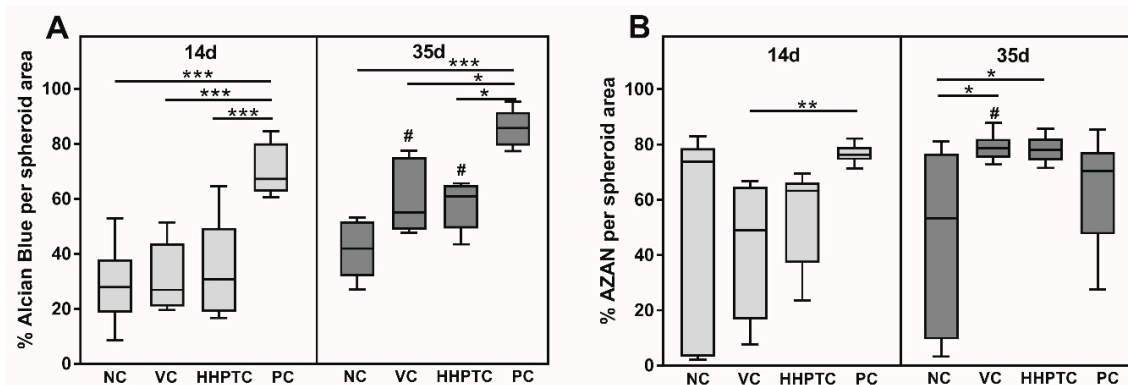 A
14d
35d
% Alcian Blue per spheroid area
100
80
60
40
20
0
***
***
***
***
*
*
#
#
NC VC HHPTC PC NC VC HHPTC PC
B
14d
35d
% AZAN per spheroid area
100
80
60
40
20
0
**
*
*
#
NC VC HHPTC PC NC VC HHPTC PC